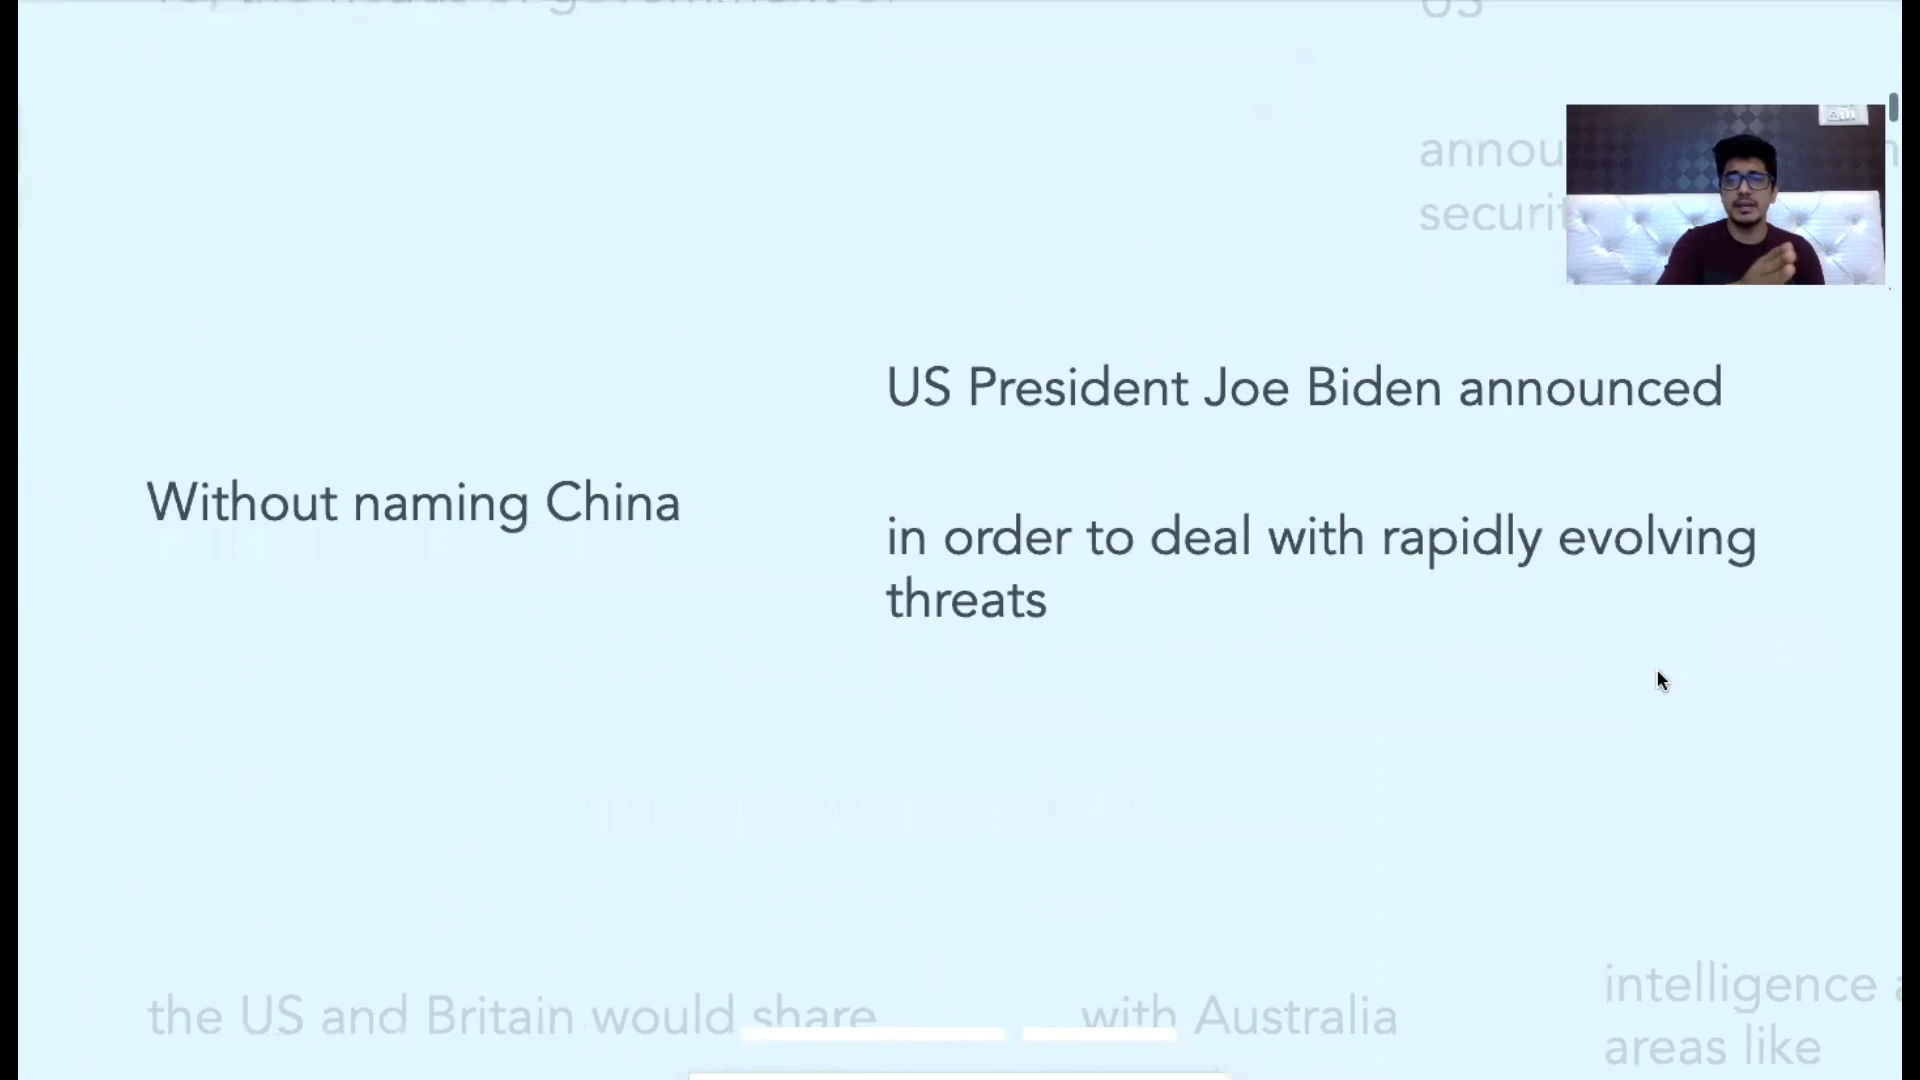 US
annou
securit
US President Joe Biden announced
Without naming China
in order to deal with rapidly evolving
threats
the US and Britain would share
with Australia
intelligence
areas like